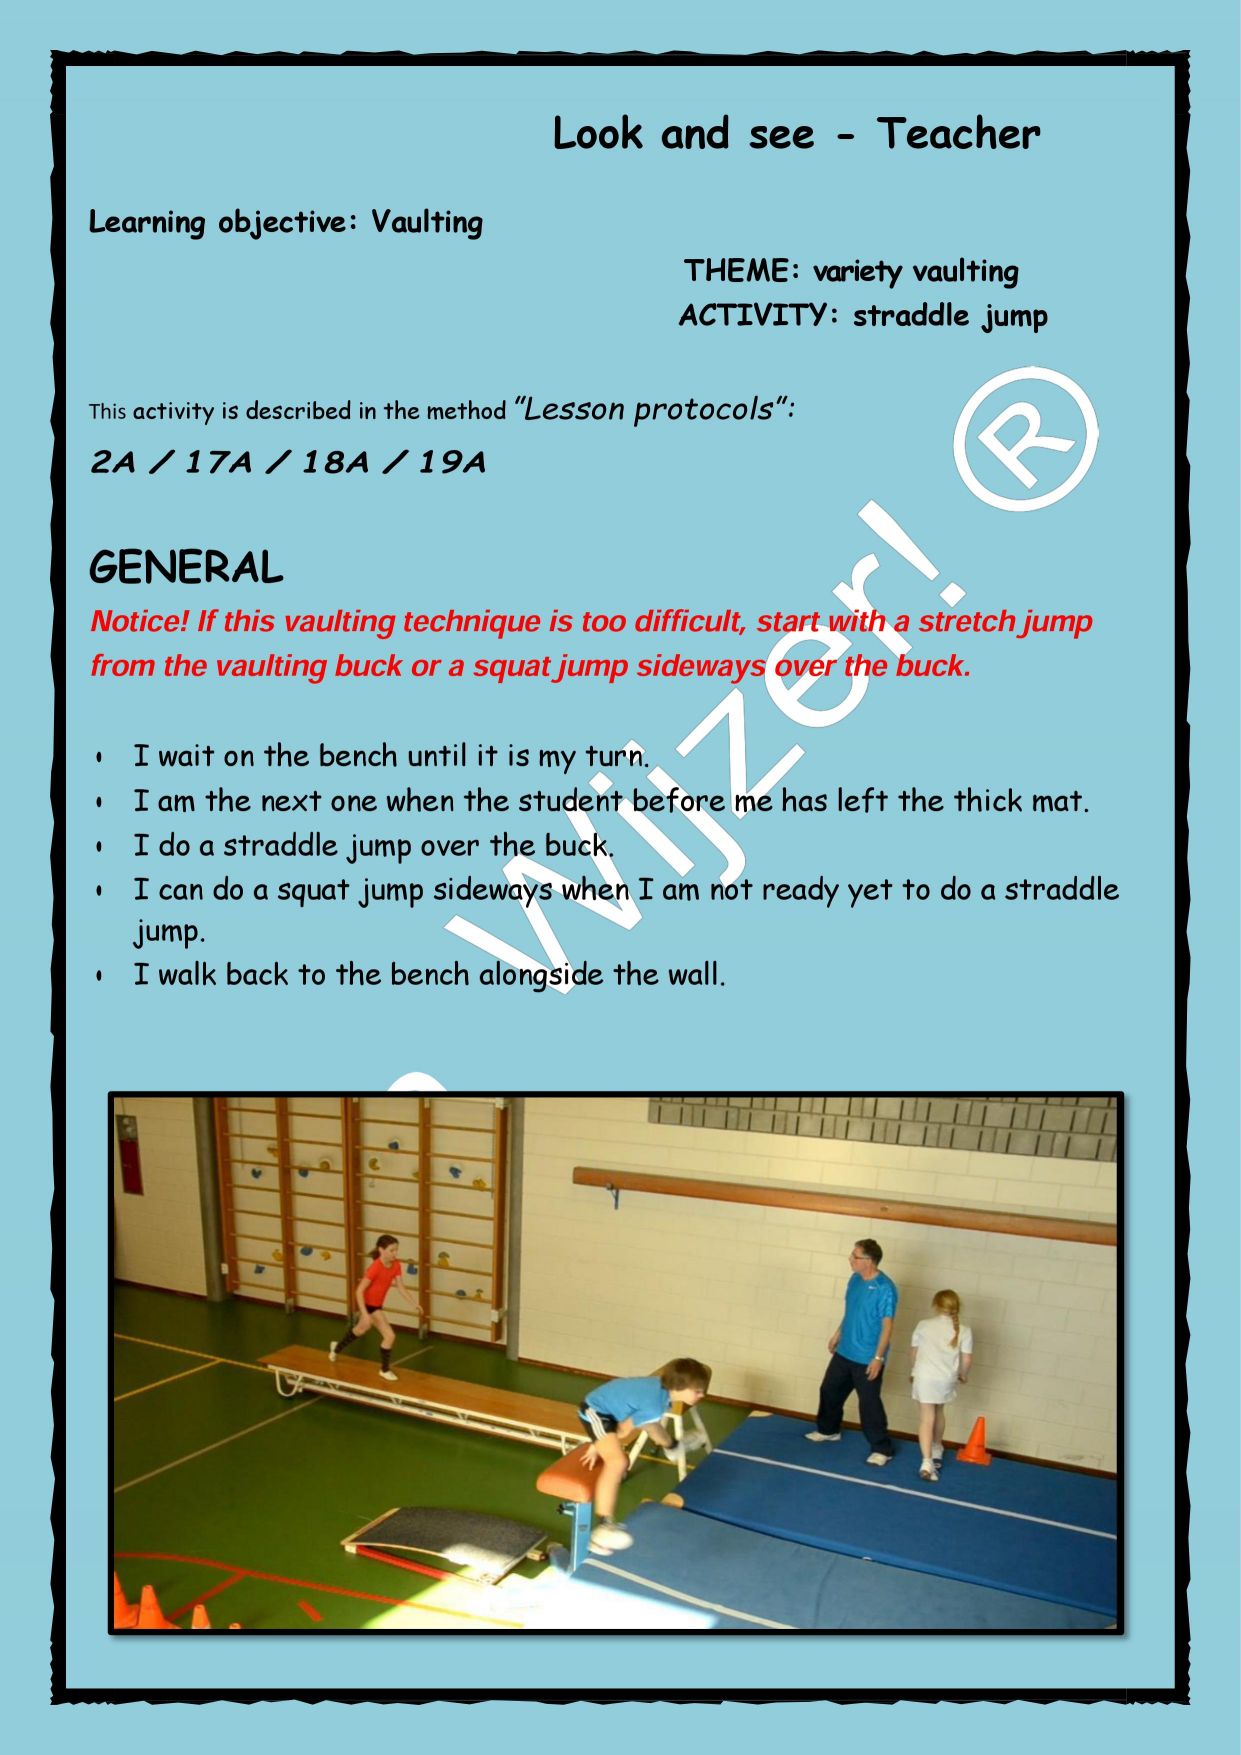 Look and see - Teacher
Learning objective: Vaulting
THEME: variety vaulting
ACTIVITY: straddle jump
This activity is described in the method "Lesson protocols":
2A / 17A / 18A / 19A
GENERAL
Notice! If this vaulting technique is too difficult, start with a stretch jump
from the vaulting buck or a squat jump sideways over the buck.
• I wait on the bench until it is my turn.
• I am the next one when the student before me has left the thick mat.
• I do a straddle jump over the buck.
• I can do a squat jump sideways when I am not ready yet to do a straddle
jump.
• I walk back to the bench alongside the wall.
Wijzer! ®